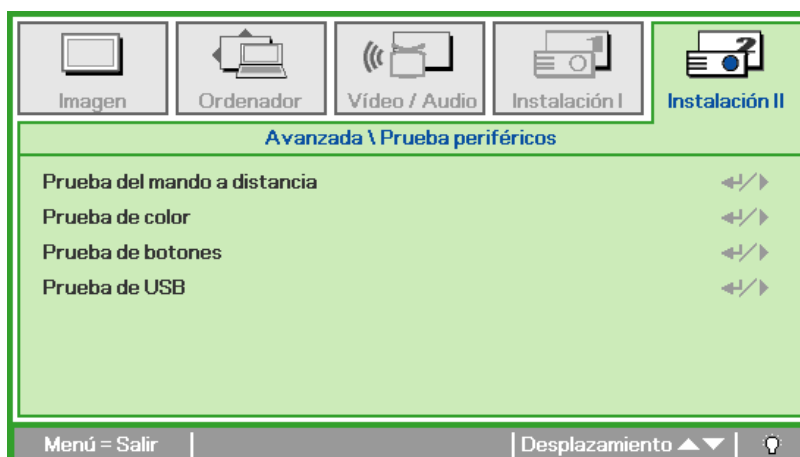 Imagen
Ordenador
Vídeo / Audio
Instalación I
Instalación II
Avanzada \ Prueba periféricos
Prueba del mando a distancia
Prueba de color
Prueba de botones
Prueba de USB
Menú = Salir
Desplazamiento ▲▼